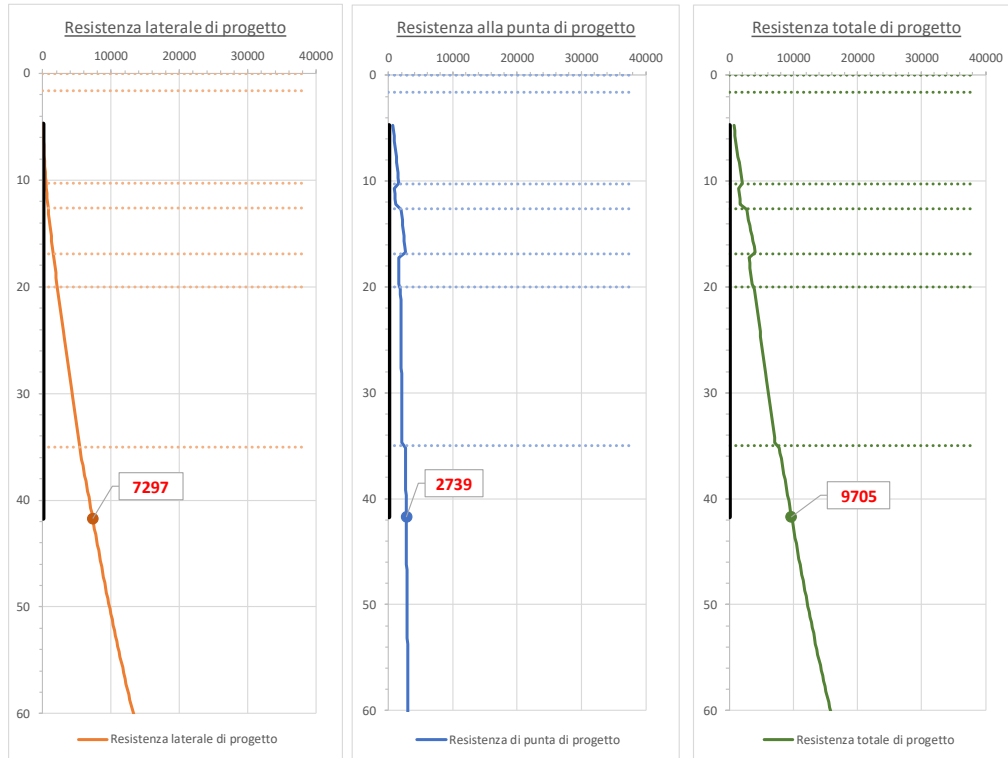 Resistenza laterale di progetto
0 10000 20000 30000 40000
0
10
20
30
40
50
60
7297
Resistenza laterale di progetto
Resistenza alla punta di progetto
0 10000 20000 30000 40000
0
10
20
30
40
50
60
2739
Resistenza di punta di progetto
Resistenza totale di progetto
0 10000 20000 30000 40000
0
10
20
30
40
50
60
9705
Resistenza totale di progetto